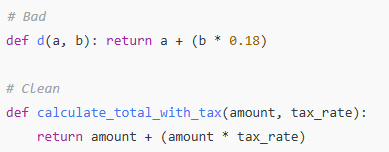 # Bad
def d(a, b): return a + (b * 0.18)
# Clean
def calculate_total_with_tax(amount, tax_rate):
    return amount + (amount * tax_rate)